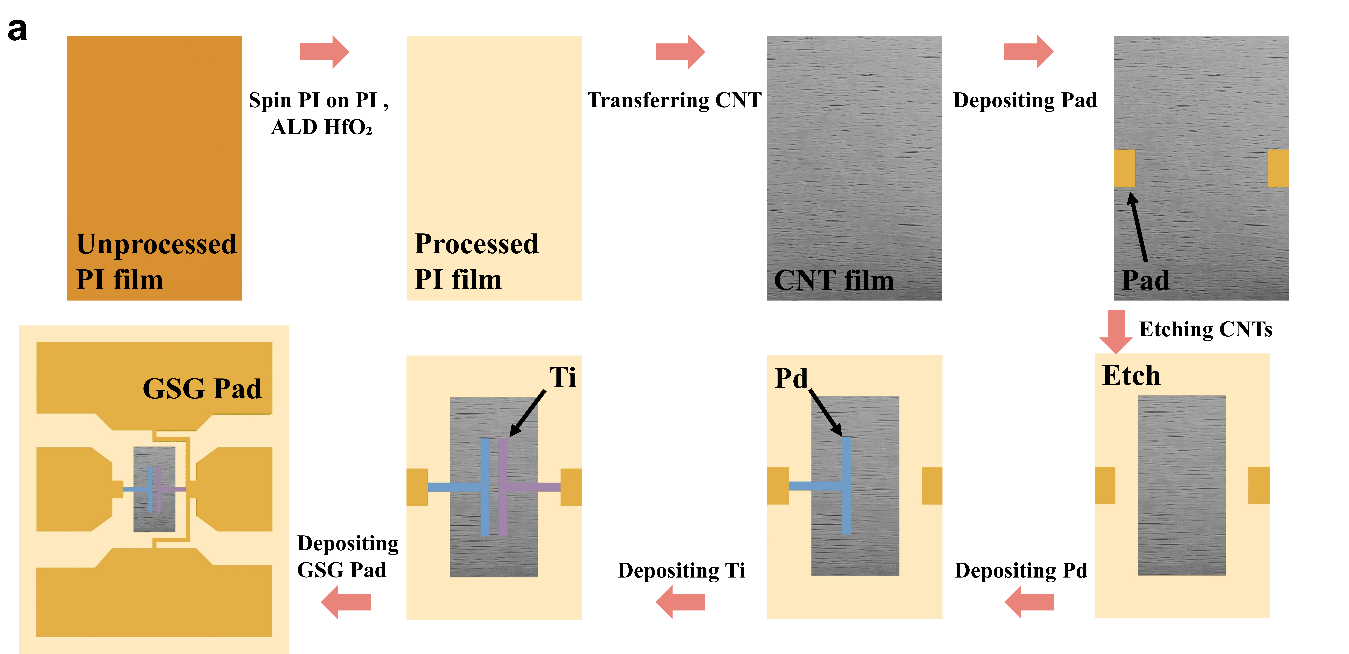 a
Spin PI on PI ,
ALD HfO₂
Transferring CNT
Depositing Pad
Unprocessed
PI film
Processed
PI film
CNT film
Pad
Etching CNTs
GSG Pad
Ti
Pd
Etch
Depositing
GSG Pad
Depositing Ti
Depositing Pd